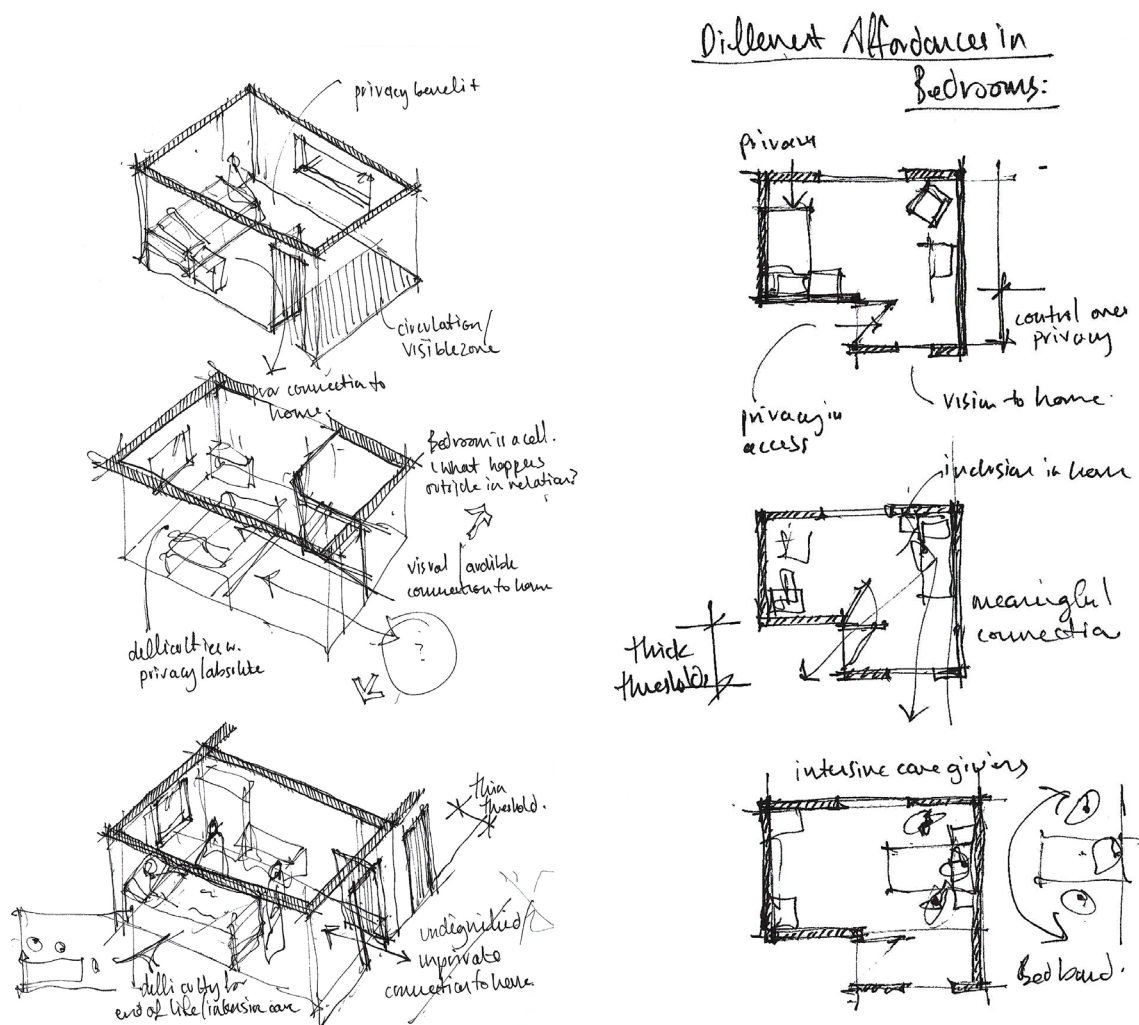 Different Affordances in
Bedrooms:
privacy benefit
circulation/
visible zone
poor connection to
home.
Bedroom is a cell.
what happens
outside in relation?
visual / audible
connection to home
?
difficulties w.
privacy/absolute
thin
threshold.
undignified/
unprivate
connection to home.
difficulty for
end of life/intensive care
privacy
control over
privacy
vision to home.
privacy in
access
inclusion in home
meaningful
connection
thick
thresholds
intensive care givers
Bed band.